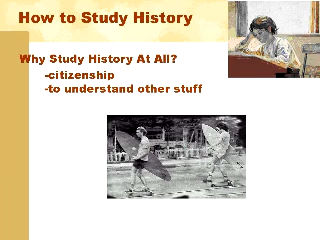 How to Study History
Why Study History At All?
-citizenship
-to understand other stuff